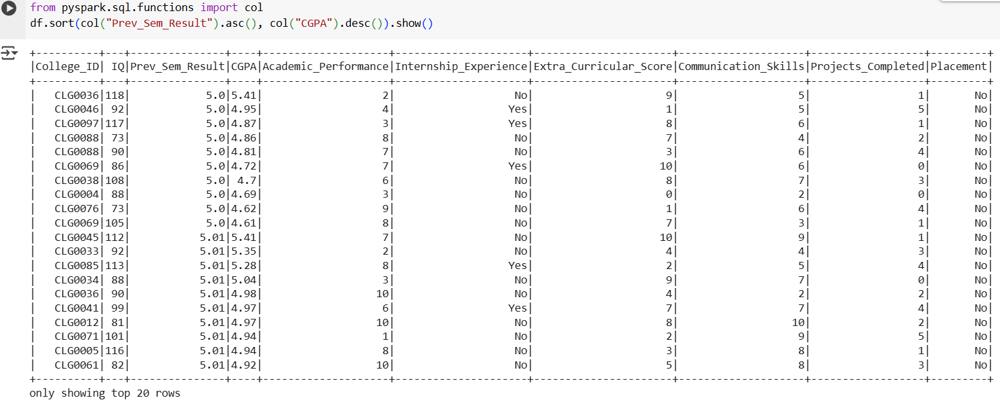 from pyspark.sql.functions import col
df.sort(col("Prev_Sem_Result").asc(), col("CGPA").desc()).show()
+----------+---+---------------+----+--------------------+---------------------+---------------------+--------------------+------------------+---------+
|College_ID| IQ|Prev_Sem_Result|CGPA|Academic_Performance|Internship_Experience|Extra_Curricular_Score|Communication_Skills|Projects_Completed|Placement|
+----------+---+---------------+----+--------------------+---------------------+----------------------+--------------------+------------------+---------+
|   CLG0036|118|            5.0|5.41|                   2|                   No|                     9|                   5|                 1|       No|
|   CLG0046| 92|            5.0|4.95|                   4|                  Yes|                     1|                   5|                 5|       No|
|   CLG0097|117|            5.0|4.87|                   3|                  Yes|                     8|                   6|                 1|       No|
|   CLG0088| 73|            5.0|4.86|                   8|                   No|                     7|                   4|                 2|       No|
|   CLG0088| 90|            5.0|4.81|                   7|                   No|                     3|                   6|                 4|       No|
|   CLG0069| 86|            5.0|4.72|                   7|                  Yes|                    10|                   6|                 0|       No|
|   CLG0038|108|            5.0| 4.7|                   6|                   No|                     8|                   7|                 3|       No|
|   CLG0004| 88|            5.0|4.69|                   3|                   No|                     0|                   2|                 0|       No|
|   CLG0076| 73|            5.0|4.62|                   9|                   No|                     1|                   6|                 4|       No|
|   CLG0069|105|            5.0|4.61|                   8|                   No|                     7|                   3|                 1|       No|
|   CLG0045|112|           5.01|5.41|                   7|                   No|                    10|                   9|                 1|       No|
|   CLG0033| 92|           5.01|5.35|                   2|                   No|                     4|                   4|                 3|       No|
|   CLG0085|113|           5.01|5.28|                   8|                  Yes|                     2|                   5|                 4|       No|
|   CLG0034| 88|           5.01|5.04|                   3|                   No|                     9|                   7|                 0|       No|
|   CLG0036| 90|           5.01|4.98|                  10|                   No|                     4|                   2|                 2|       No|
|   CLG0041| 99|           5.01|4.97|                   6|                  Yes|                     7|                   7|                 4|       No|
|   CLG0012| 81|           5.01|4.97|                  10|                   No|                     8|                  10|                 2|       No|
|   CLG0071|101|           5.01|4.94|                   1|                   No|                     2|                   9|                 5|       No|
|   CLG0005|116|           5.01|4.94|                   8|                   No|                     3|                   8|                 1|       No|
|   CLG0061| 82|           5.01|4.92|                  10|                   No|                     5|                   8|                 3|       No|
+----------+---+---------------+----+--------------------+---------------------+----------------------+--------------------+------------------+---------+
only showing top 20 rows